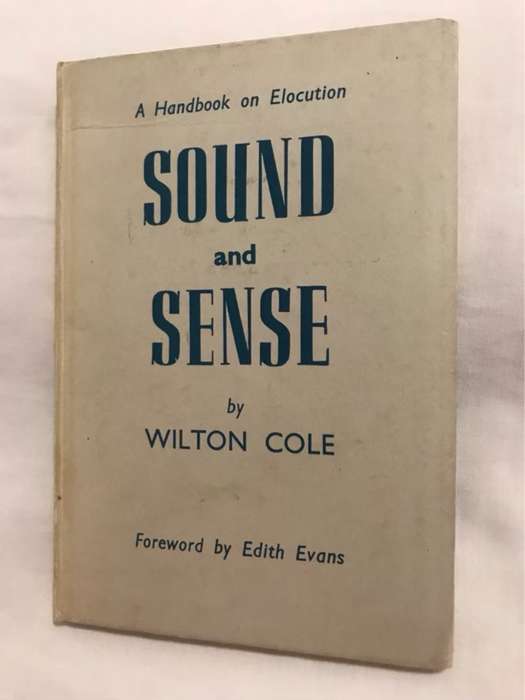 A Handbook on Elocution
SOUND
and
SENSE
by
WILTON COLE
Foreword by Edith Evans